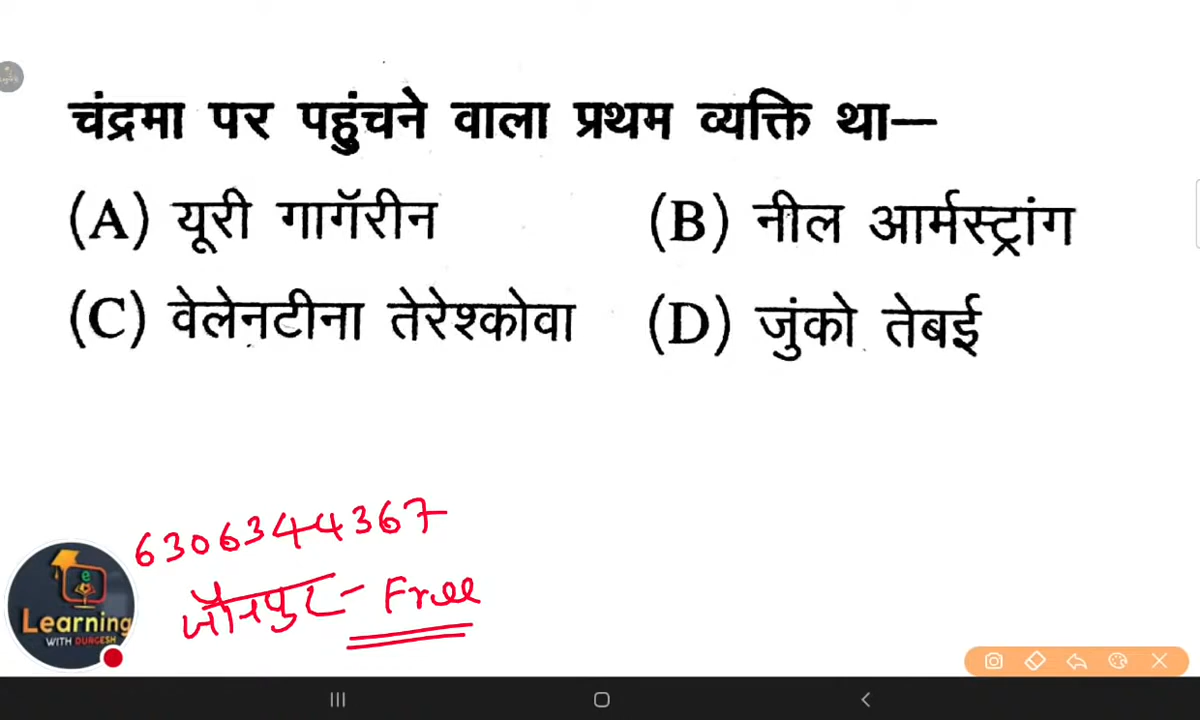 चंद्रमा पर पहुंचने वाला प्रथम व्यक्ति था—
(A) यूरी गागॅरीन (B) नील आर्मस्ट्रांग
(C) वेलेनटीना तेरेश्कोवा (D) जुंको तेबई
6306344367
जौनपुर - Free
e
Learning
WITH DURGESH